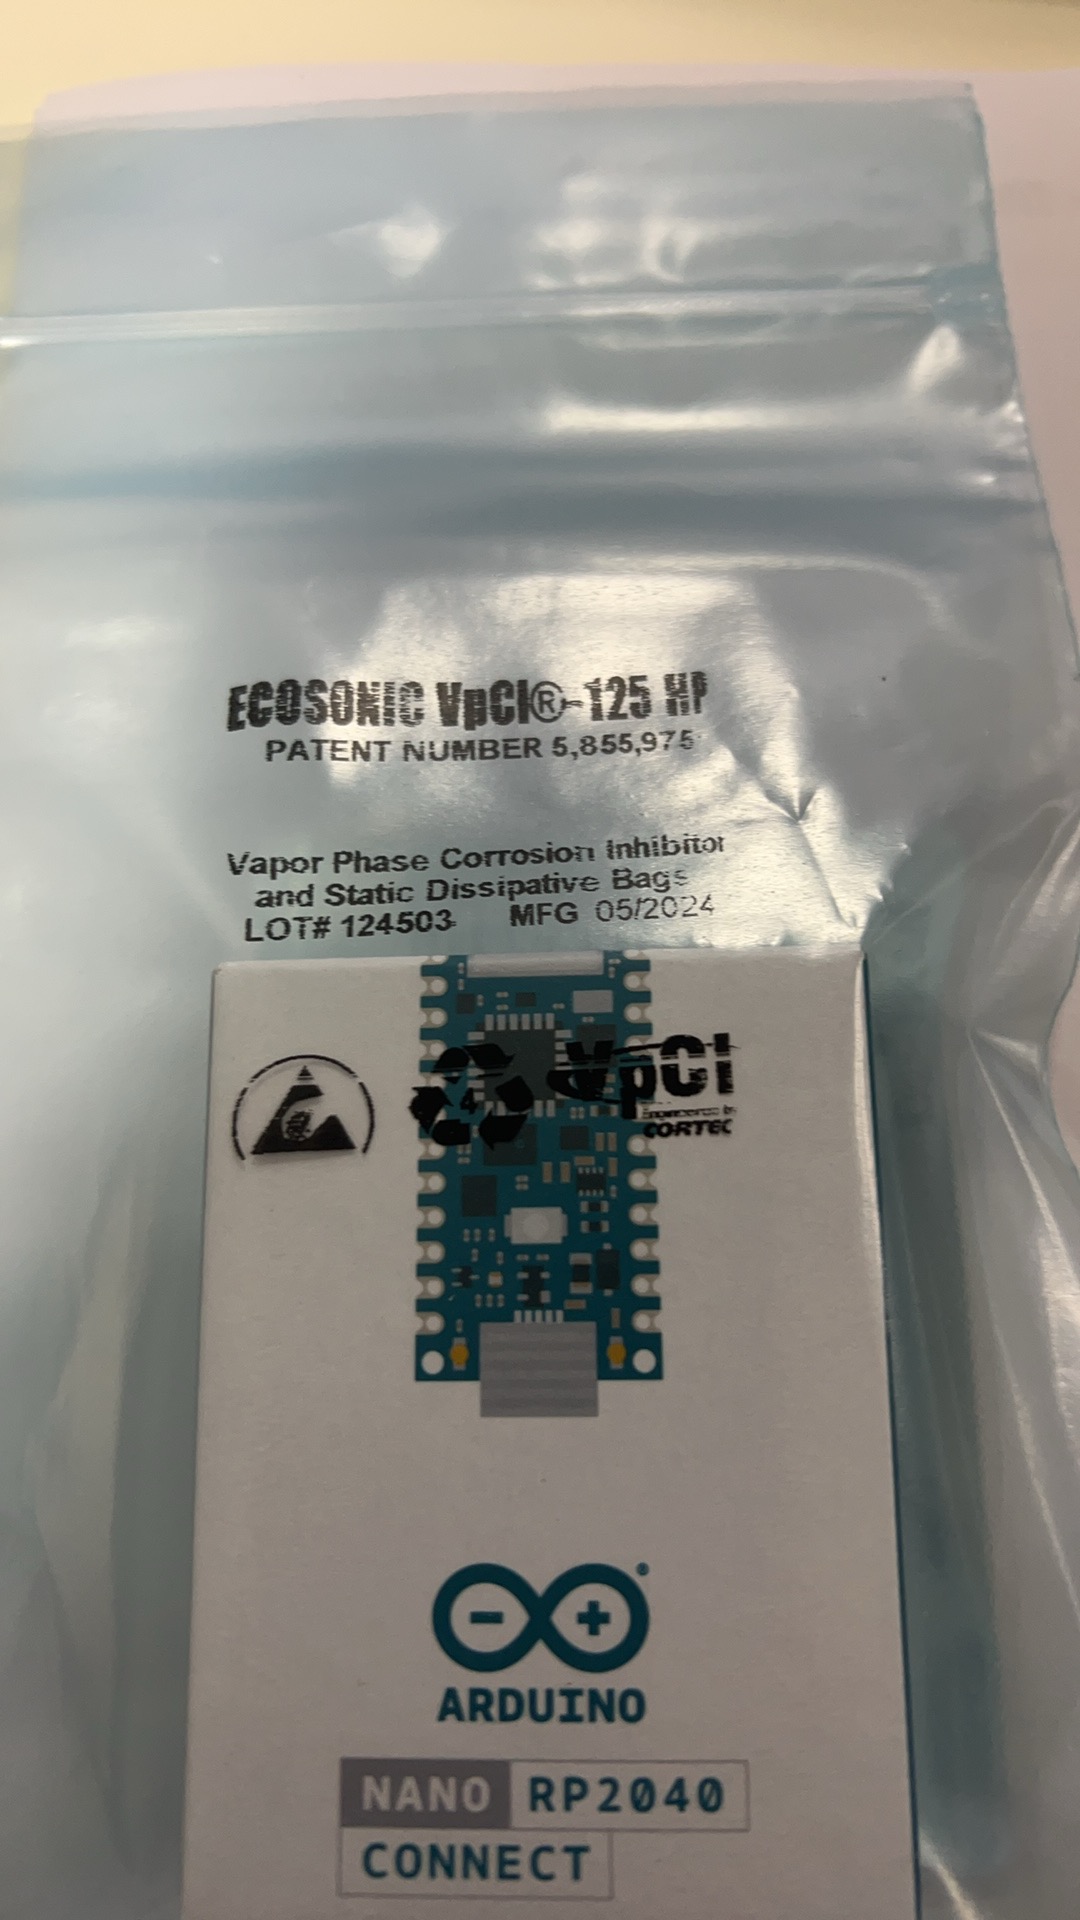 ECOSONIC VpCI®-125 HP
PATENT NUMBER 5,855,975
Vapor Phase Corrosion Inhibitor
and Static Dissipative Bags
LOT# 124503 MFG 05/2024
4
VpCI
Engineered by
CORTEC
ARDUINO
NANO RP2040
CONNECT